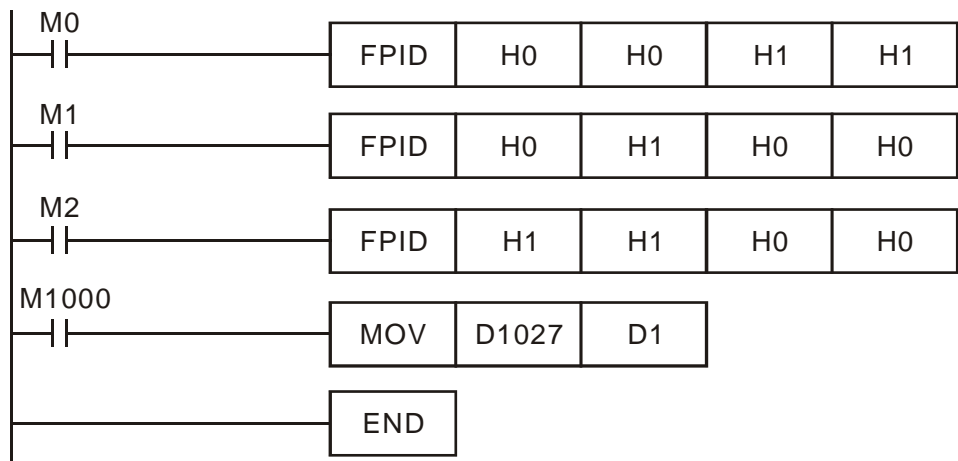 M0
FPID H0 H0 H1 H1
M1
FPID H0 H1 H0 H0
M2
FPID H1 H1 H0 H0
M1000
MOV D1027 D1
END